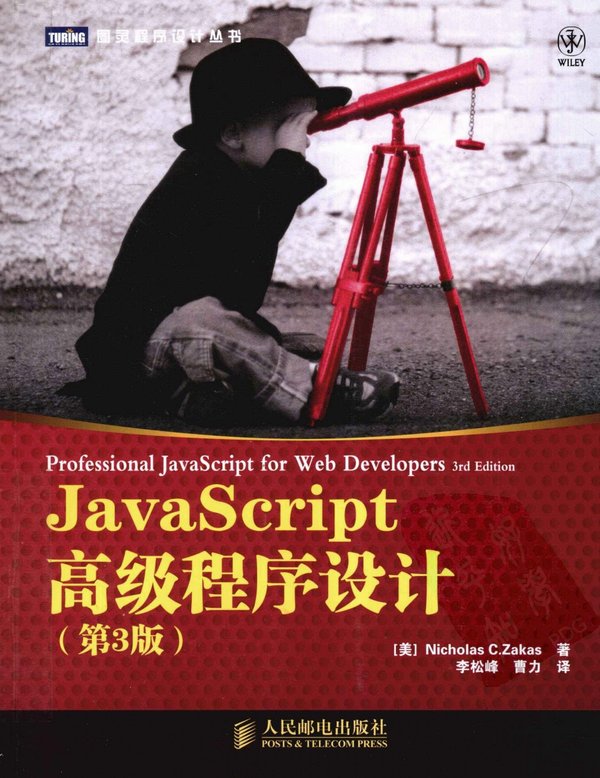 TURING 图灵程序设计丛书
WILEY
Professional JavaScript for Web Developers 3rd Edition
JavaScript
高级程序设计
（第3版）
[美] Nicholas C.Zakas 著
李松峰 曹力 译
人民邮电出版社
POSTS & TELECOM PRESS